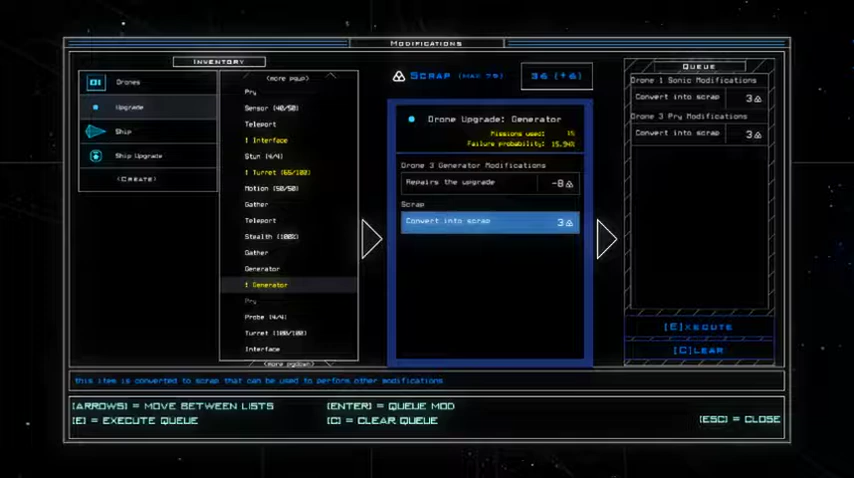 MODIFICATIONS
INVENTORY
Drones
Upgrade
Ship
Ship Upgrade
(CREATE)
(more pgup)
Pry
Sensor (40/50)
Teleport
! Interface
Stun (4/4)
! Turret (65/100)
Motion (50/50)
Gather
Teleport
Stealth (100%)
Gather
Generator
! Generator
Pry
Probe (4/4)
Turret (100/100)
Interface
(more pgdown)
SCRAP (MAX 75)
36 (+6)
Drone Upgrade: Generator
Missions used:
Failure probability: 15.94%
Drone 3 Generator Modifications
Repairs the upgrade -8
Scrap
Convert into scrap 3
QUEUE
Drone 1 Sonic Modifications
Convert into scrap 3
Drone 3 Pry Modifications
Convert into scrap 3
[E]XECUTE
[C]LEAR
this item is converted to scrap that can be used to perform other modifications
[ARROWS] = MOVE BETWEEN LISTS
[ENTER] = QUEUE MOD
[E] = EXECUTE QUEUE
[C] = CLEAR QUEUE
[ESC] = CLOSE